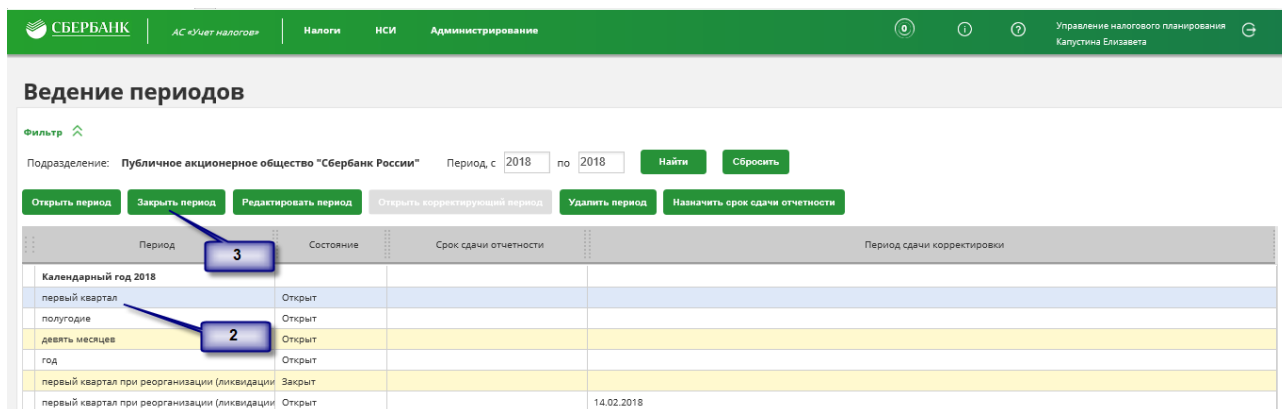 СБЕРБАНК АС «Учет налогов» Налоги НСИ Администрирование 0 Управление налогового планирования
Капустина Елизавета
Ведение периодов
Фильтр
Подразделение: Публичное акционерное общество "Сбербанк России" Период, с 2018 по 2018 Найти Сбросить
Открыть период Закрыть период Редактировать период Открыть корректирующий период Удалить период Назначить срок сдачи отчетности
Период Состояние Срок сдачи отчетности Период сдачи корректировки
3
Календарный год 2018
первый квартал Открыт
полугодие Открыт
2
девять месяцев Открыт
год Открыт
первый квартал при реорганизации (ликвидации Закрыт
первый квартал при реорганизации (ликвидации Открыт 14.02.2018